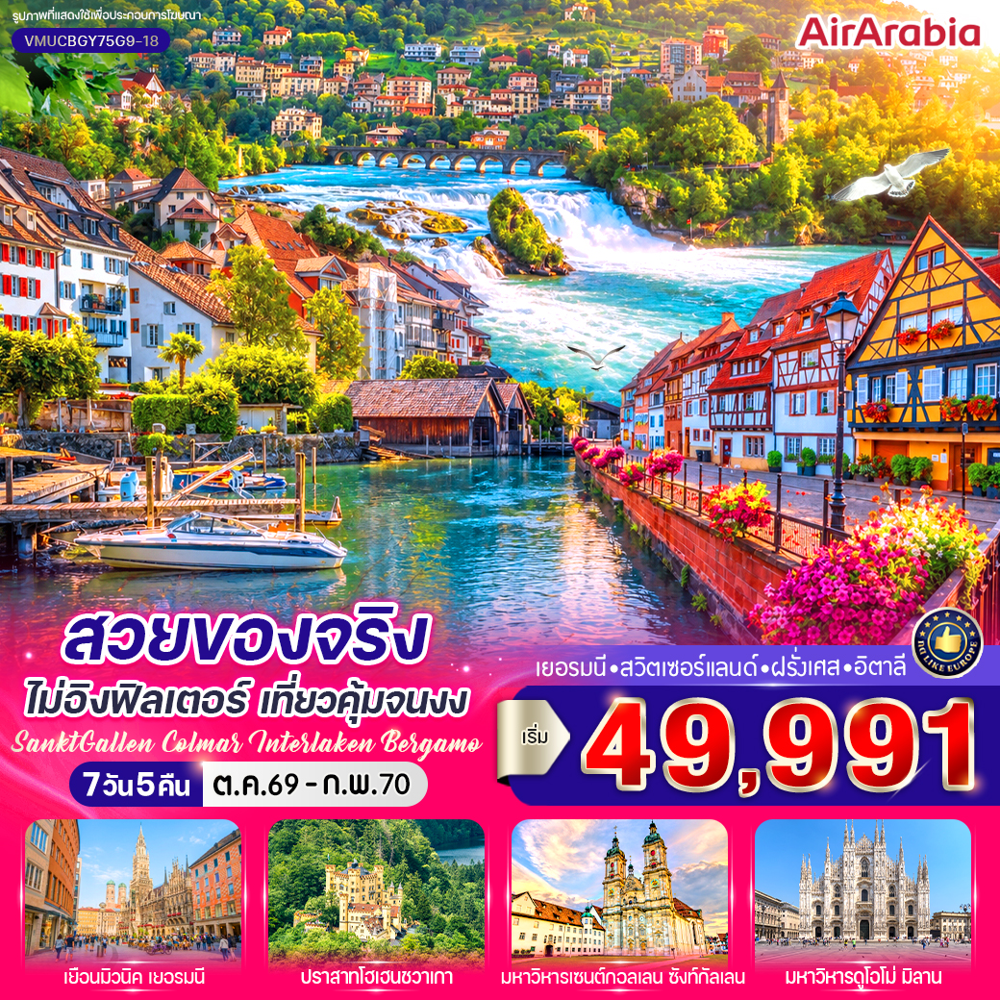 รูปภาพที่แสดงใช้เพื่อประกอบการโฆษณา
VMUCBGY75G9-18
AirArabia
สวยของจริง
ไม่อิงฟิลเตอร์ เที่ยวคุ้มจนงง
SanktGallen Colmar Interlaken Bergamo
7วัน5คืน ต.ค.69 - ก.พ.70
เยอรมนี•สวิตเซอร์แลนด์•ฝรั่งเศส•อิตาลี
LIKE EUROPE
เริ่ม 49,991
เยือนมิวนิค เยอรมนี
ปราสาทโฮเฮนชวาเกา
มหาวิหารเซนต์กอลเลน ซังท์กัลเลน
มหาวิหารดูโอโม่ มิลาน